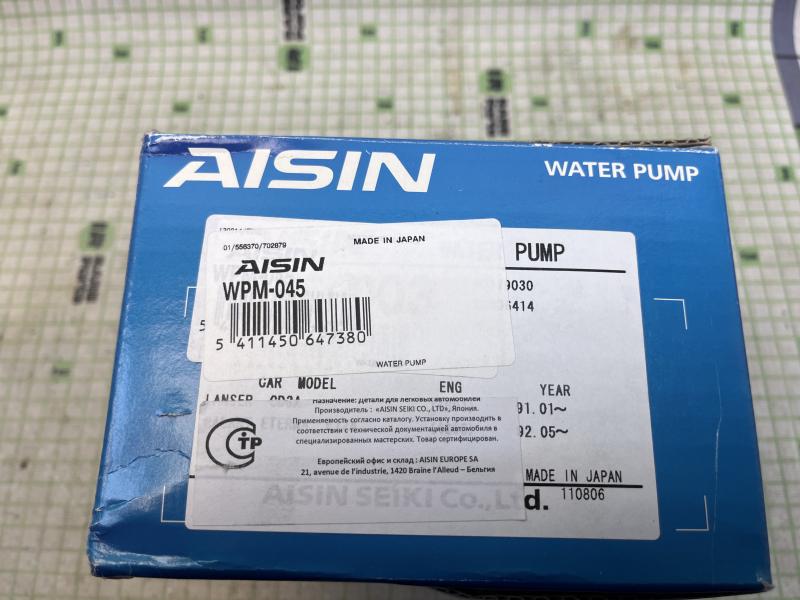 AISIN
WATER PUMP
01/556370/702879
MADE IN JAPAN
AISIN
WPM-045
5 411450 647380
WATER PUMP
PUMP
9030
6414
CAR MODEL ENG YEAR
91.01~
92.05~
Назначение: Детали для легковых автомобилей
Производитель : «AISIN SEIKI CO., LTD», Япония.
Применяемость согласно каталогу. Установку производить в
соответствии с технической документацией автомобиля в
специализированных мастерских. Товар сертифицирован.
Европейский офис и склад : AISIN EUROPE SA
21, avenue de l'industrie, 1420 Braine l'Alleud – Бельгия
СТР
MADE IN JAPAN
110806
AISIN SEIKI Co.,Ltd.